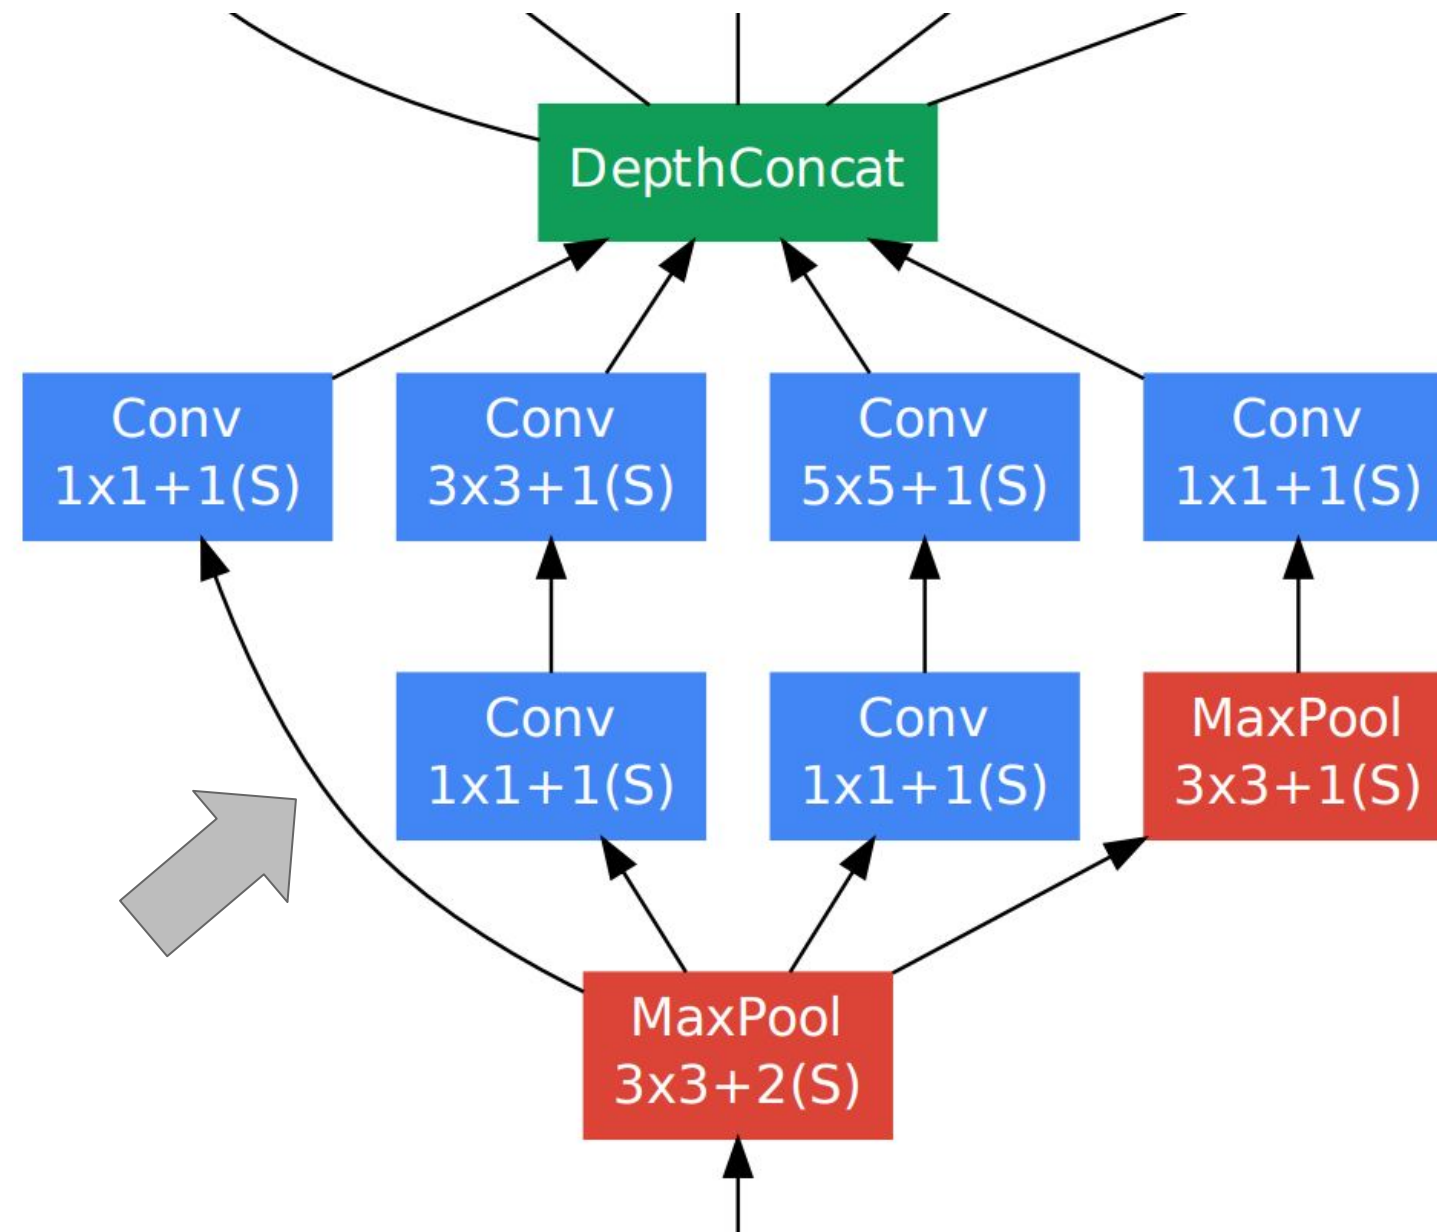 DepthConcat
Conv
1x1+1(S)
Conv
3x3+1(S)
Conv
5x5+1(S)
Conv
1x1+1(S)
Conv
1x1+1(S)
Conv
1x1+1(S)
MaxPool
3x3+1(S)
MaxPool
3x3+2(S)